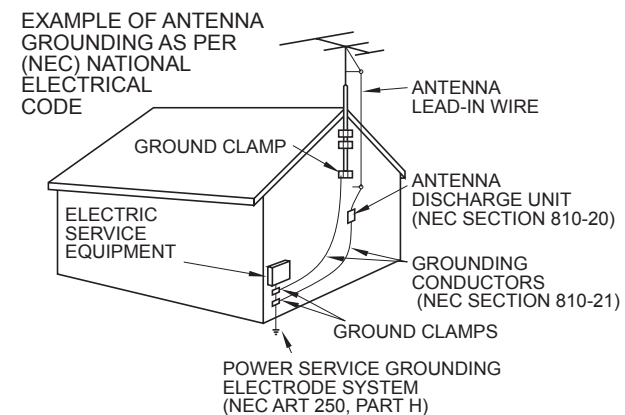 EXAMPLE OF ANTENNA
GROUNDING AS PER
(NEC) NATIONAL
ELECTRICAL
CODE
ANTENNA
LEAD-IN WIRE
GROUND CLAMP
ANTENNA
DISCHARGE UNIT
(NEC SECTION 810-20)
ELECTRIC
SERVICE
EQUIPMENT
GROUNDING
CONDUCTORS
(NEC SECTION 810-21)
GROUND CLAMPS
POWER SERVICE GROUNDING
ELECTRODE SYSTEM
(NEC ART 250, PART H)